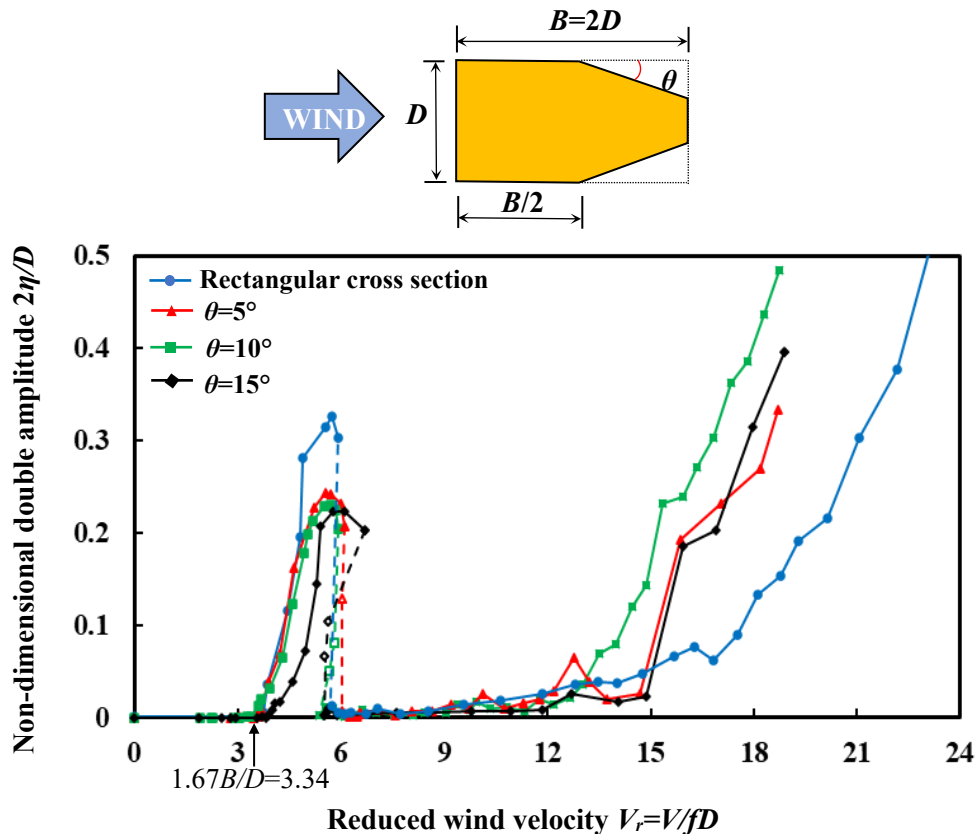 B=2D
WIND
D
θ
B/2
Non-dimensional double amplitude 2η/D
0.5
0.4
0.3
0.2
0.1
0
Rectangular cross section
θ=5°
θ=10°
θ=15°
0 3 6 9 12 15 18 21 24
1.67B/D=3.34
Reduced wind velocity Vr=V/fD